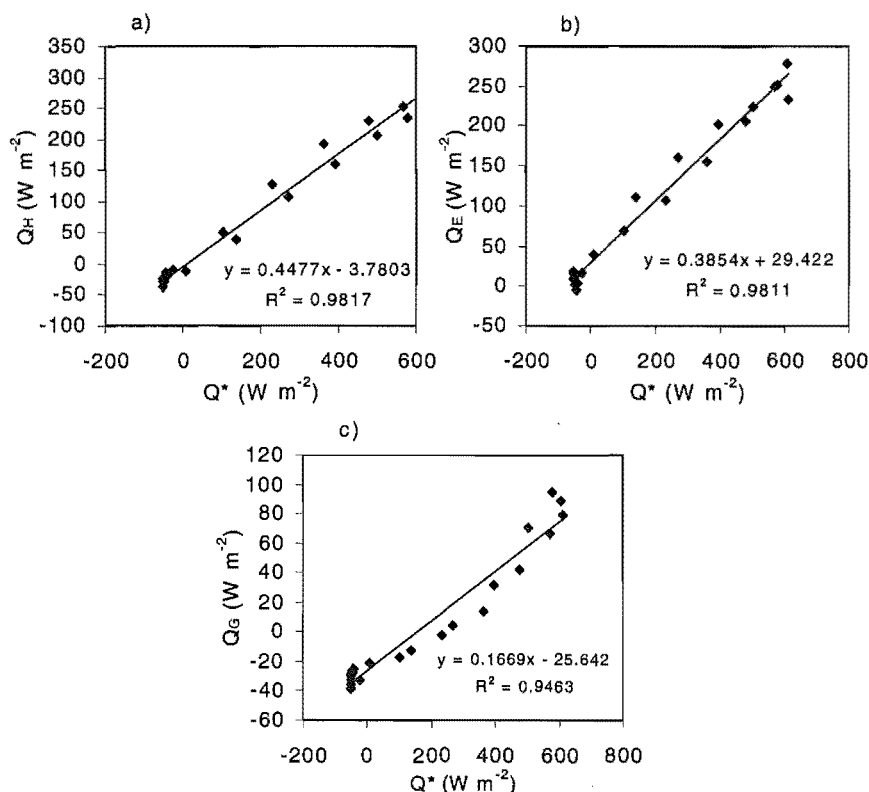 a)
350
300
250
200
150
100
50
0
-50
-100
QH (W m-2)
y = 0.4477x - 3.7803
R2 = 0.9817
-200 0 200 400 600
Q* (W m-2)
b)
300
250
200
150
100
50
0
-50
QE (W m-2)
y = 0.3854x + 29.422
R2 = 0.9811
-200 0 200 400 600 800
Q* (W m-2)
c)
120
100
80
60
40
20
0
-20
-40
-60
QG (W m-2)
y = 0.1669x - 25.642
R2 = 0.9463
-200 0 200 400 600 800
Q* (W m-2)